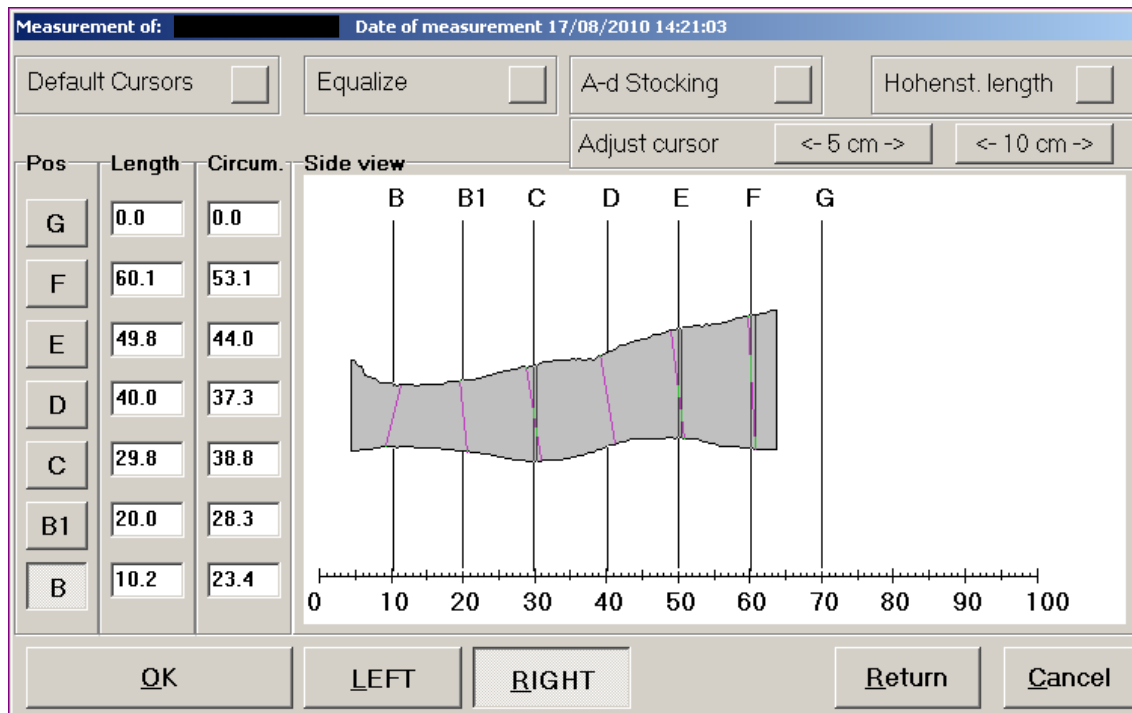 Measurement of: Date of measurement 17/08/2010 14:21:03
Default Cursors Equalize A-d Stocking Hohenst. length
Adjust cursor <- 5 cm -> <- 10 cm ->
Pos Length Circum. Side view
B B1 C D E F G
G 0.0 0.0
F 60.1 53.1
E 49.8 44.0
D 40.0 37.3
C 29.8 38.8
B1 20.0 28.3
B 10.2 23.4
0 10 20 30 40 50 60 70 80 90 100
OK LEFT RIGHT Return Cancel